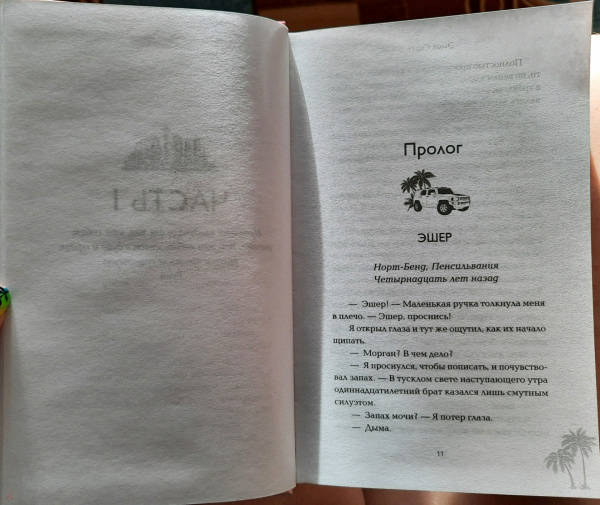 ЧАСТЬ I
Пролог
ЭШЕР
Норт-Бенд, Пенсильвания
Четырнадцать лет назад
— Эшер! — Маленькая ручка толкнула меня
в плечо. — Эшер, проснись!
Я открыл глаза и тут же ощутил, как их начало
щипать.
— Морган? В чем дело?
— Я проснулся, чтобы пописать, и почувство-
вал запах. — В тусклом свете наступающего утра
одиннадцатилетний брат казался лишь смутным
силуэтом.
— Запах мочи? — Я потер глаза.
— Дыма.
11